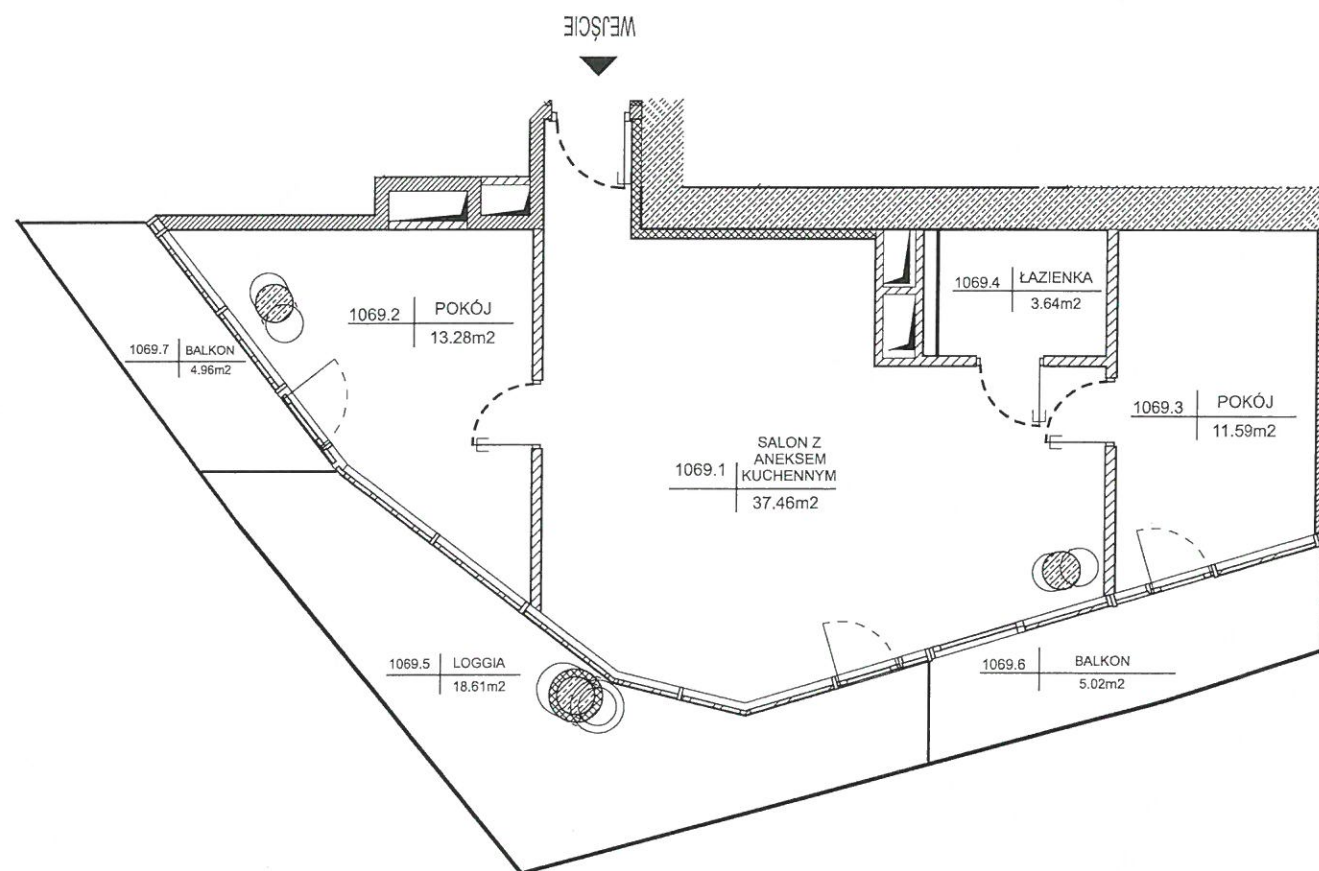 WEJŚCIE
1069.4 ŁAZIENKA
3.64m2
1069.2 POKÓJ
13.28m2
1069.7 BALKON
4.96m2
1069.3 POKÓJ
11.59m2
1069.1 SALON Z
ANEKSEM
KUCHENNYM
37.46m2
1069.5 LOGGIA
18.61m2
1069.6 BALKON
5.02m2